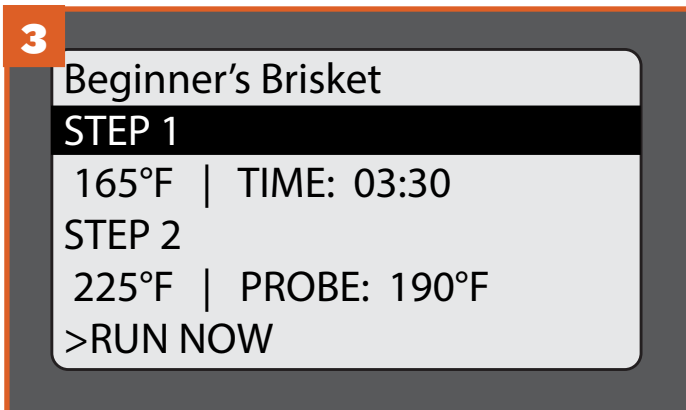 3
Beginner's Brisket
STEP 1
165°F | TIME: 03:30
STEP 2
225°F | PROBE: 190°F
>RUN NOW